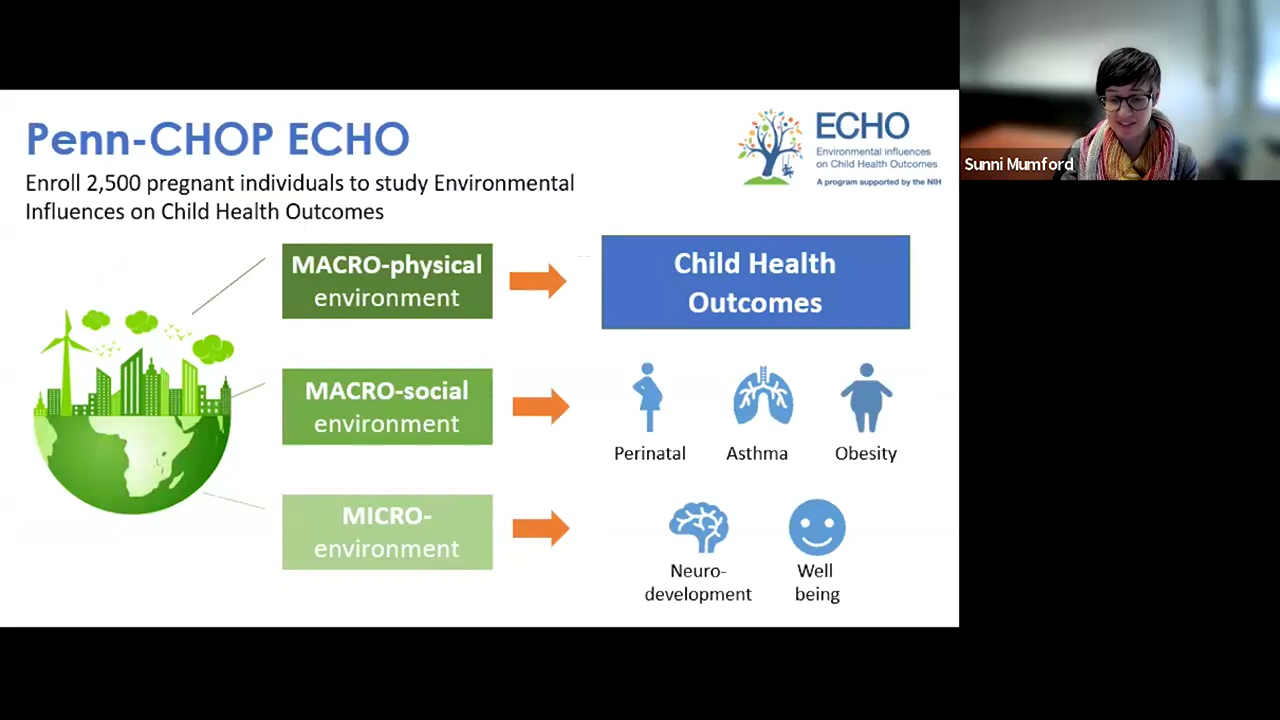 Penn-CHOP ECHO
Enroll 2,500 pregnant individuals to study Environmental
Influences on Child Health Outcomes
ECHO
Environmental influences
on Child Health Outcomes
A program supported by the NIH
Sunni Mumford
MACRO-physical
environment
Child Health
Outcomes
MACRO-social
environment
Perinatal
Asthma
Obesity
MICRO-
environment
Neuro-
development
Well
being